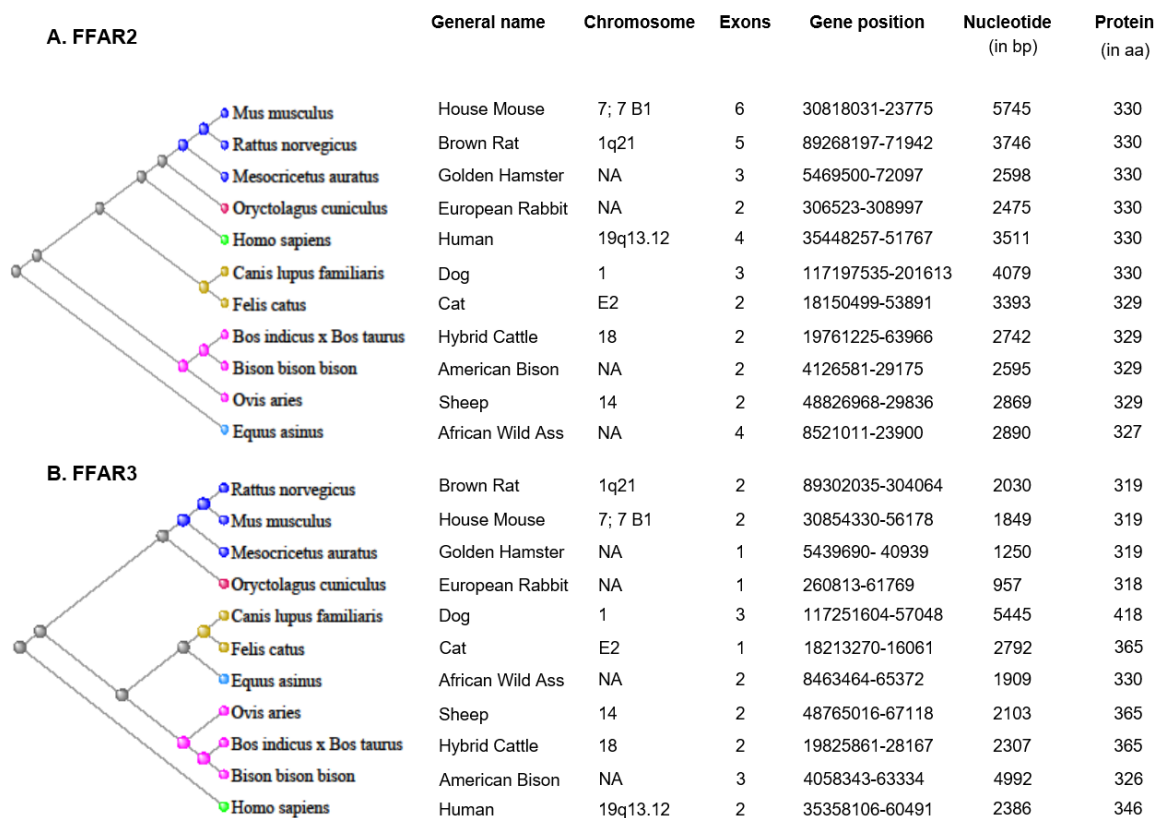 General name Chromosome Exons Gene position Nucleotide Protein
A. FFAR2 (in bp) (in aa)
Mus musculus House Mouse 7; 7 B1 6 30818031-23775 5745 330
Rattus norvegicus Brown Rat 1q21 5 89268197-71942 3746 330
Mesocricetus auratus Golden Hamster NA 3 5469500-72097 2598 330
Oryctolagus cuniculus European Rabbit NA 2 306523-308997 2475 330
Homo sapiens Human 19q13.12 4 35448257-51767 3511 330
Canis lupus familiaris Dog 1 3 117197535-201613 4079 330
Felis catus Cat E2 2 18150499-53891 3393 329
Bos indicus x Bos taurus Hybrid Cattle 18 2 19761225-63966 2742 329
Bison bison bison American Bison NA 2 4126581-29175 2595 329
Ovis aries Sheep 14 2 48826968-29836 2869 329
Equus asinus African Wild Ass NA 4 8521011-23900 2890 327
B. FFAR3
Rattus norvegicus Brown Rat 1q21 2 89302035-304064 2030 319
Mus musculus House Mouse 7; 7 B1 2 30854330-56178 1849 319
Mesocricetus auratus Golden Hamster NA 1 5439690- 40939 1250 319
Oryctolagus cuniculus European Rabbit NA 1 260813-61769 957 318
Canis lupus familiaris Dog 1 3 117251604-57048 5445 418
Felis catus Cat E2 1 18213270-16061 2792 365
Equus asinus African Wild Ass NA 2 8463464-65372 1909 330
Ovis aries Sheep 14 2 48765016-67118 2103 365
Bos indicus x Bos taurus Hybrid Cattle 18 2 19825861-28167 2307 365
Bison bison bison American Bison NA 3 4058343-63334 4992 326
Homo sapiens Human 19q13.12 2 35358106-60491 2386 346